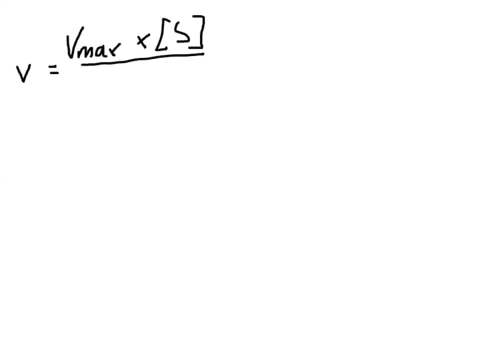 v = Vmax × [S]